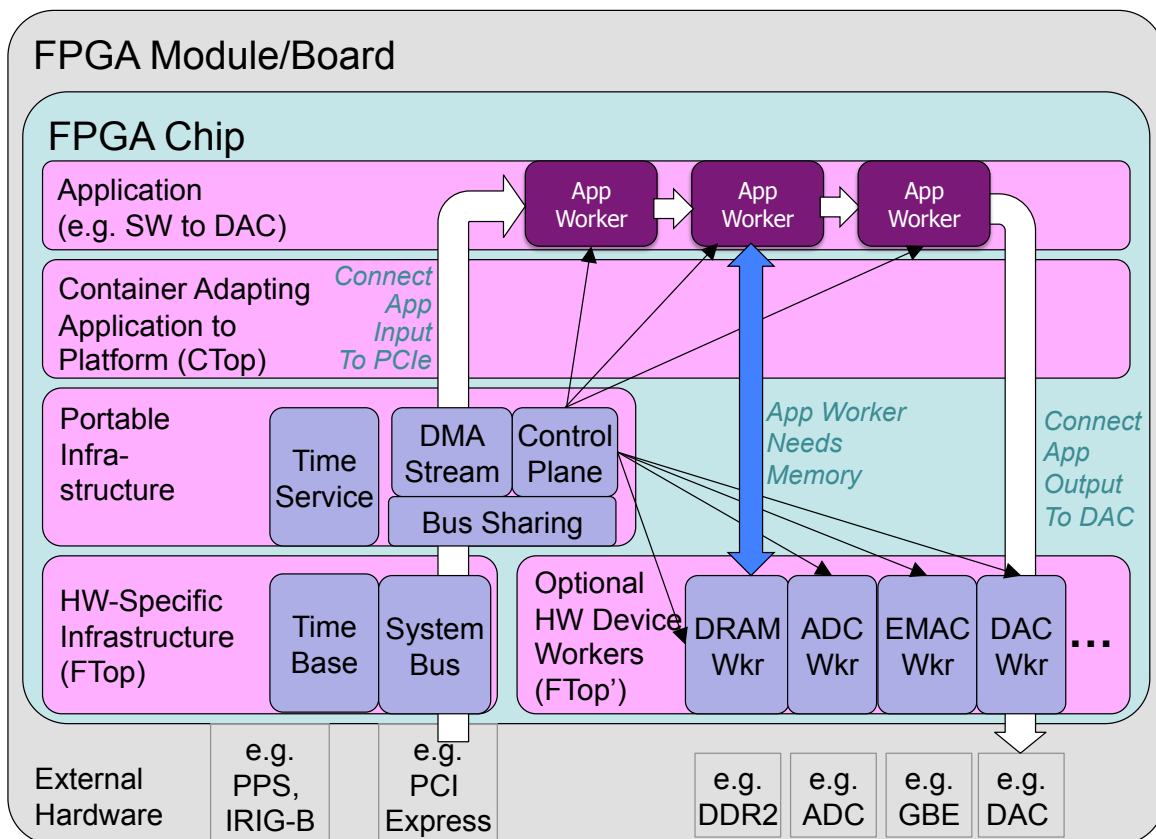 FPGA Module/Board
FPGA Chip
Application
(e.g. SW to DAC)
App
Worker
App
Worker
App
Worker
Container Adapting
Application to
Platform (CTop)
Connect
App
Input
To PCIe
Portable
Infra-
structure
Time
Service
DMA
Stream
Control
Plane
Bus Sharing
App Worker
Needs
Memory
Connect
App
Output
To DAC
HW-Specific
Infrastructure
(FTop)
Time
Base
System
Bus
Optional
HW Device
Workers
(FTop’)
DRAM
Wkr
ADC
Wkr
EMAC
Wkr
DAC
Wkr
...
External
Hardware
e.g.
PPS,
IRIG-B
e.g.
PCI
Express
e.g.
DDR2
e.g.
ADC
e.g.
GBE
e.g.
DAC